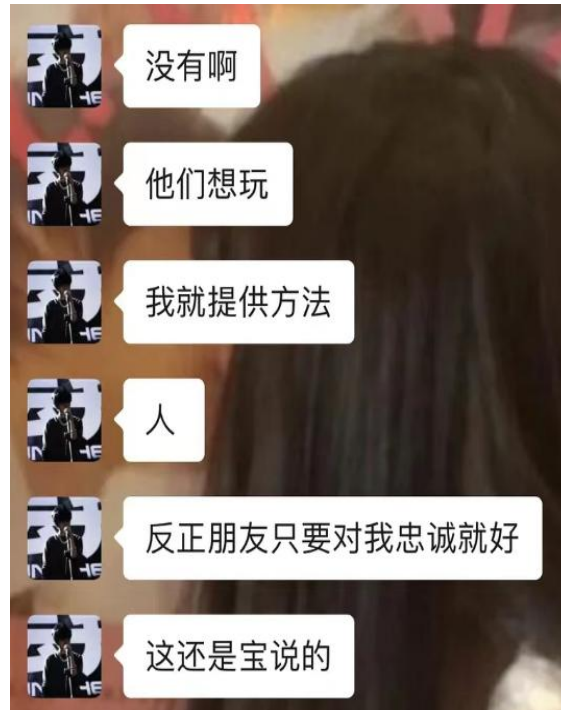 没有啊
他们想玩
我就提供方法
人
反正朋友只要对我忠诚就好
这还是宝说的